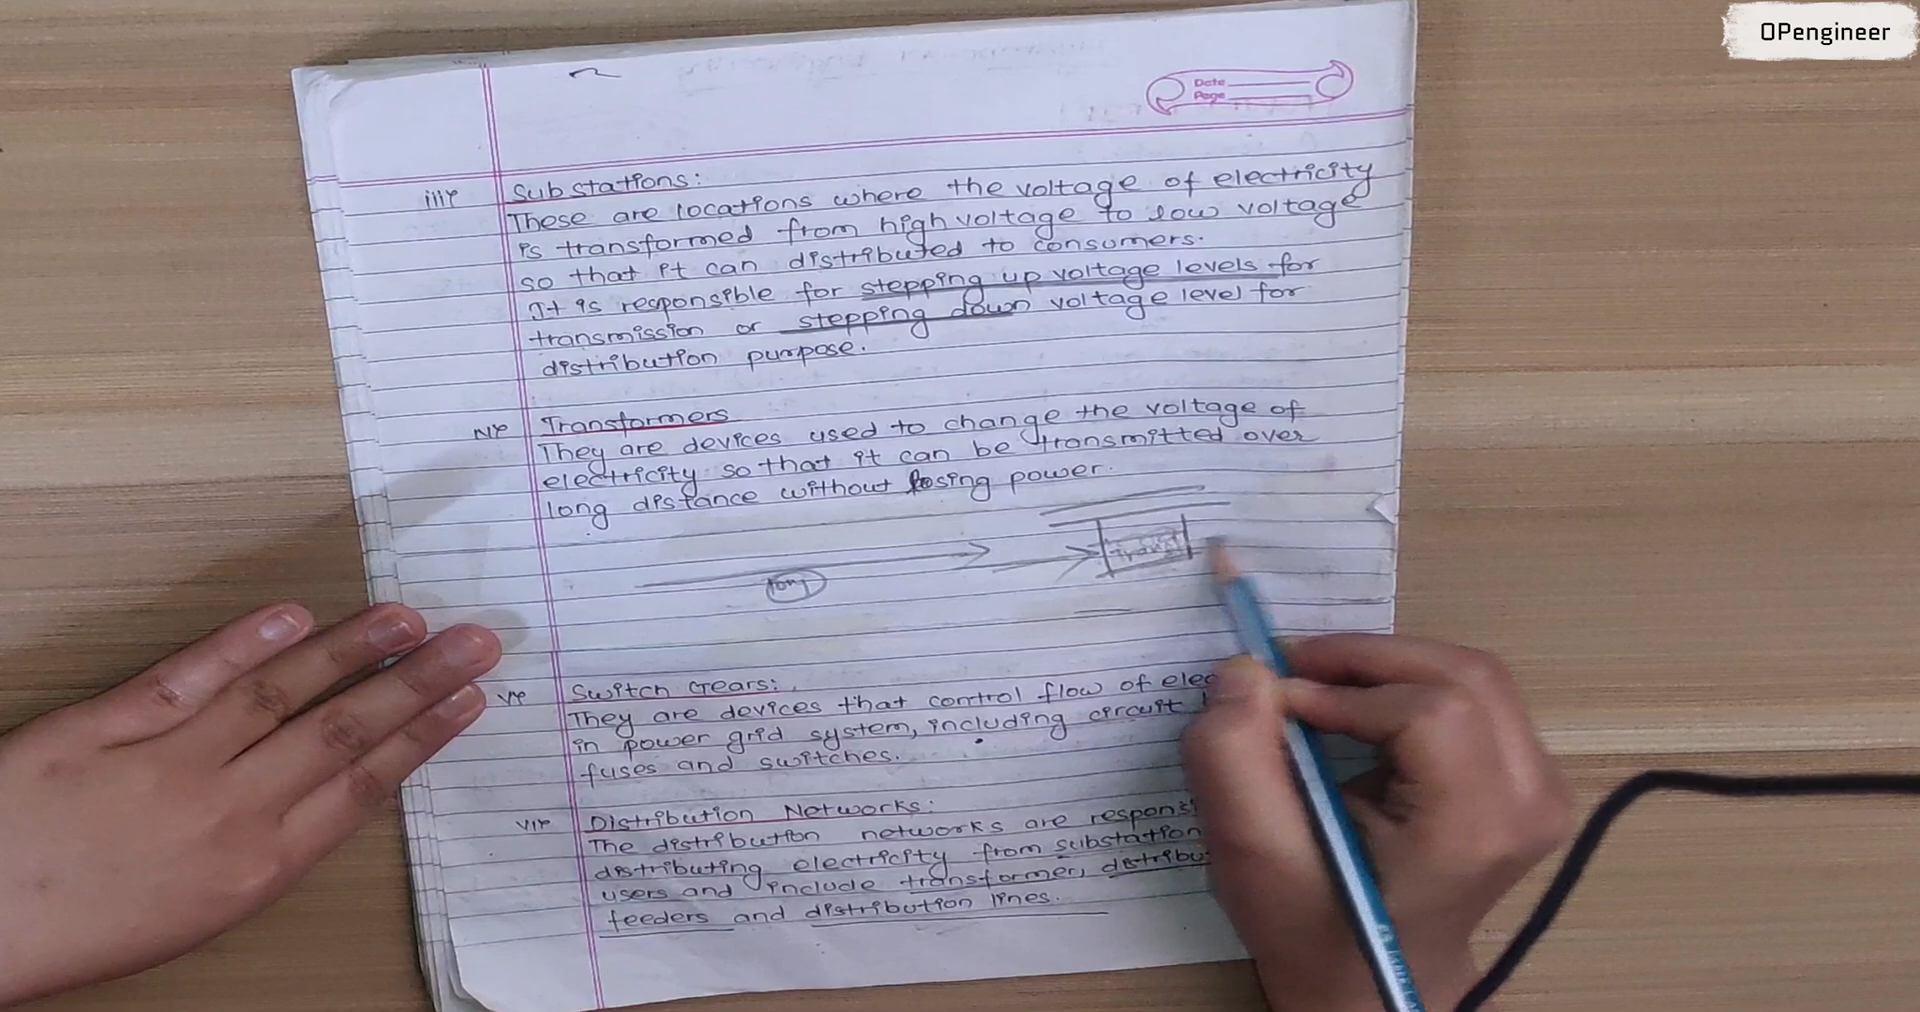 OPengineer
Date
Page
iii) Substations:
These are locations where the voltage of electricity
is transformed from high voltage to low voltage
so that it can distributed to consumers.
It is responsible for stepping up voltage levels for
transmission or stepping down voltage level for
distribution purpose.
iv) Transformers
They are devices used to change the voltage of
electricity so that it can be transmitted over
long distance without losing power.
long
v) Switch Gears:
They are devices that control flow of elec
in power grid system, including circuit
fuses and switches.
vi) Distribution Networks:
The distribution networks are respons
distributing electricity from substation
users and include transformer, distribu
feeders and distribution lines.